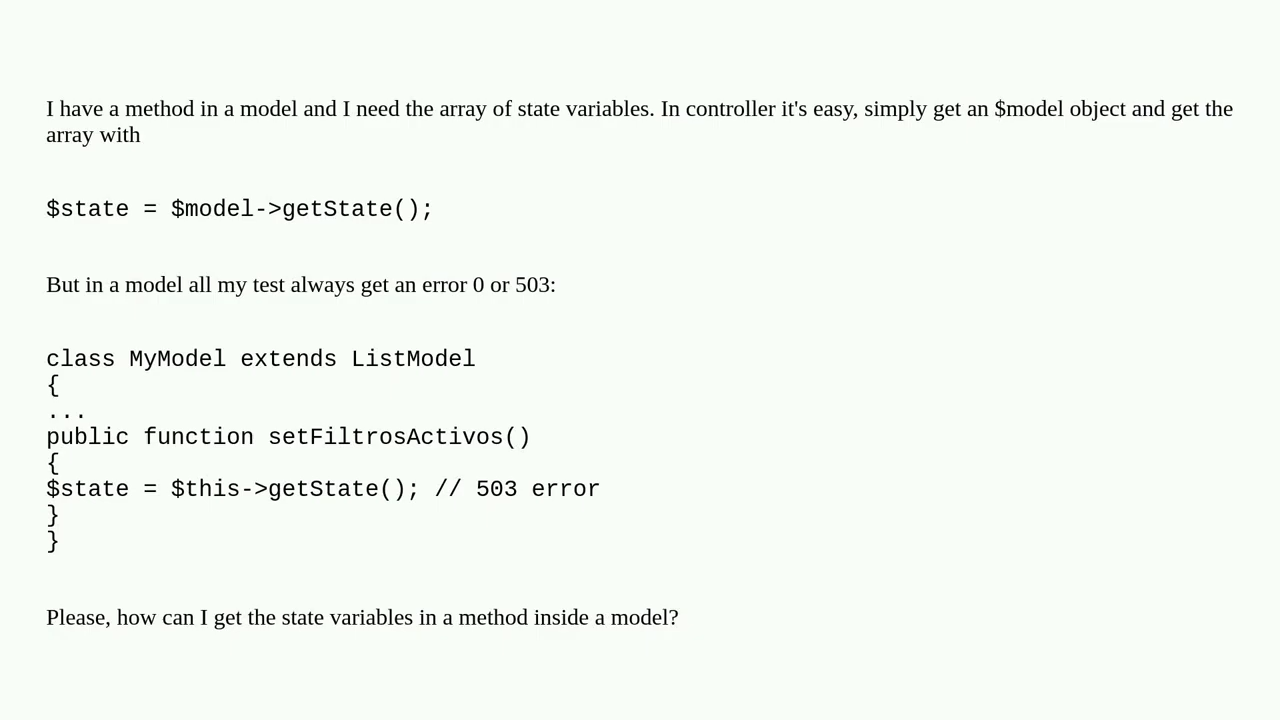 I have a method in a model and I need the array of state variables. In controller it's easy, simply get an $model object and get the
array with
$state = $model->getState();
But in a model all my test always get an error 0 or 503:
class MyModel extends ListModel
{
...
public function setFiltrosActivos()
{
$state = $this->getState(); // 503 error
}
}
Please, how can I get the state variables in a method inside a model?